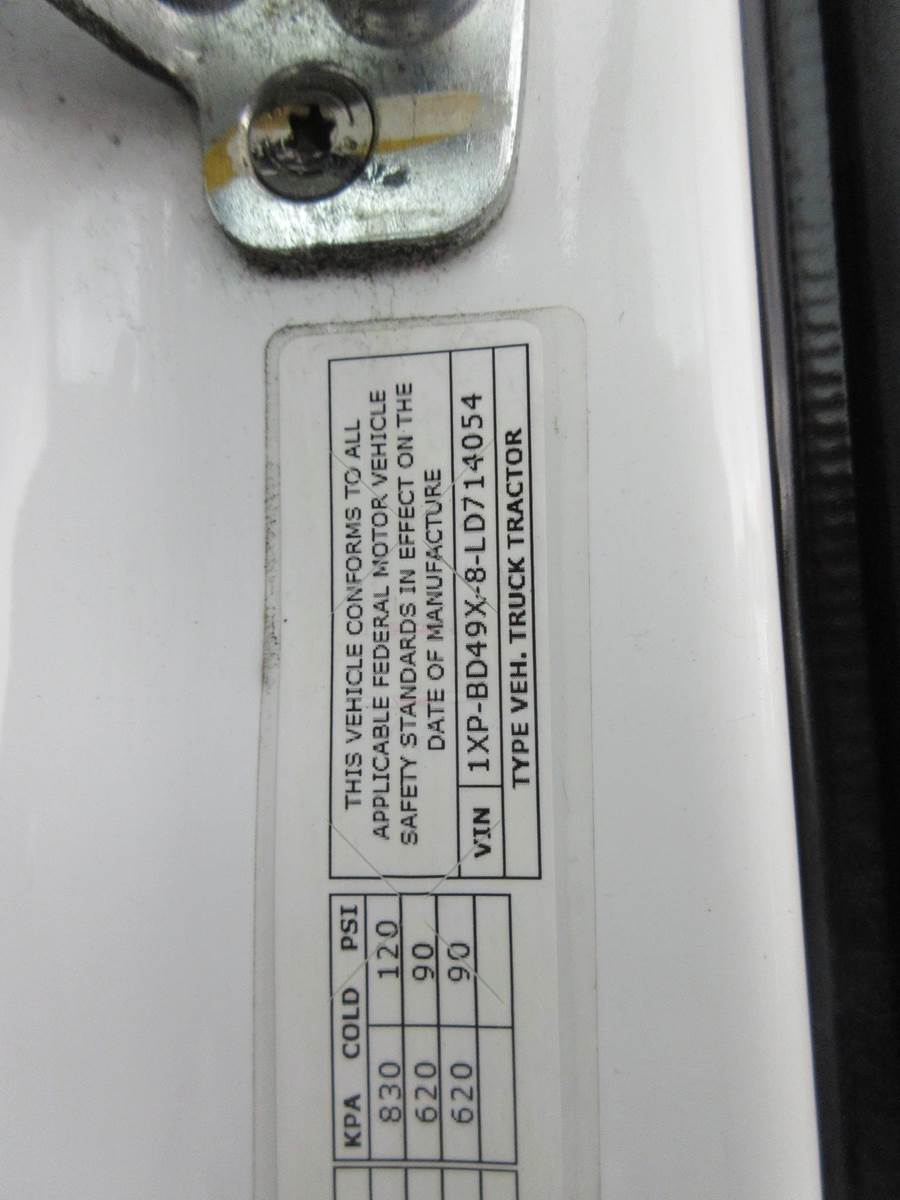 KPA COLD PSI
830 120
620 90
620 90
THIS VEHICLE CONFORMS TO ALL
APPLICABLE FEDERAL MOTOR VEHICLE
SAFETY STANDARDS IN EFFECT ON THE
DATE OF MANUFACTURE
VIN 1XP-BD49X-8-LD714054
TYPE VEH. TRUCK TRACTOR